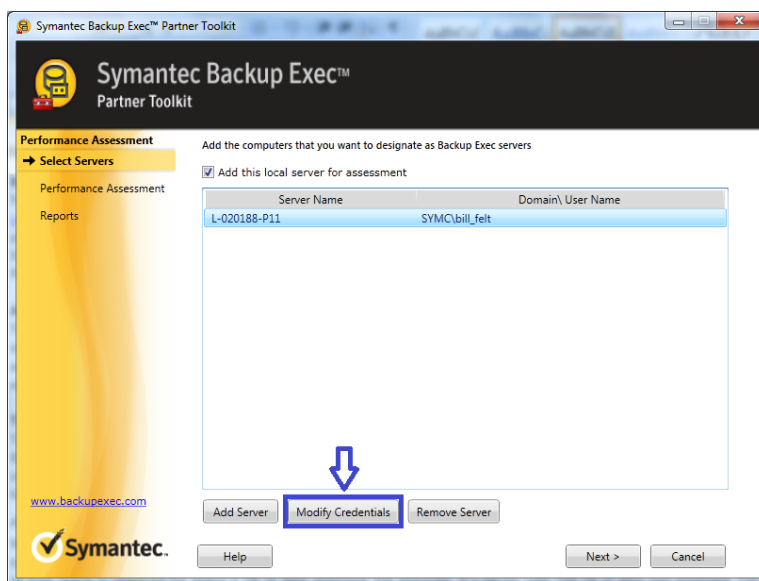 Symantec Backup Exec™ Partner Toolkit
Symantec Backup Exec™
Partner Toolkit
Performance Assessment
Select Servers
Performance Assessment
Reports
www.backupexec.com
Symantec.
Add the computers that you want to designate as Backup Exec servers
Add this local server for assessment
Server Name Domain\ User Name
L-020188-P11 SYMC\bill_felt
Add Server Modify Credentials Remove Server
Help Next > Cancel